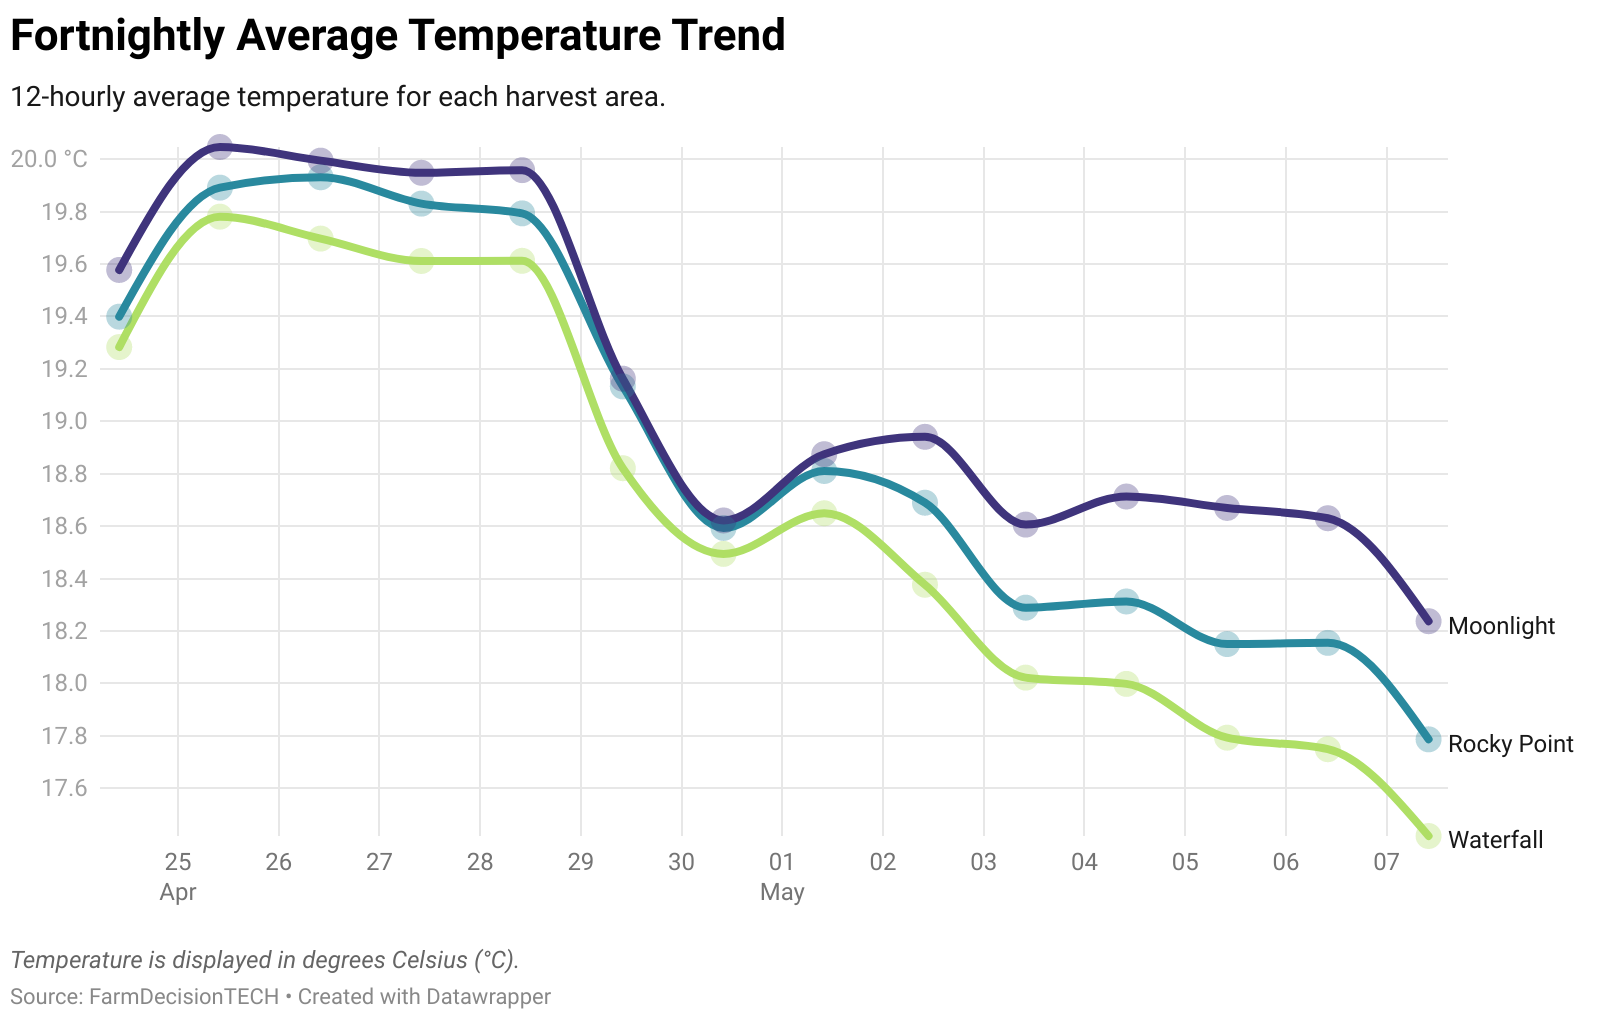 Fortnightly Average Temperature Trend
12-hourly average temperature for each harvest area.
20.0 °C
19.8
19.6
19.4
19.2
19.0
18.8
18.6
18.4
18.2
18.0
17.8
17.6
Moonlight
Rocky Point
Waterfall
25 26 27 28 29 30 01 02 03 04 05 06 07
Apr May
Temperature is displayed in degrees Celsius (°C).
Source: FarmDecisionTECH • Created with Datawrapper